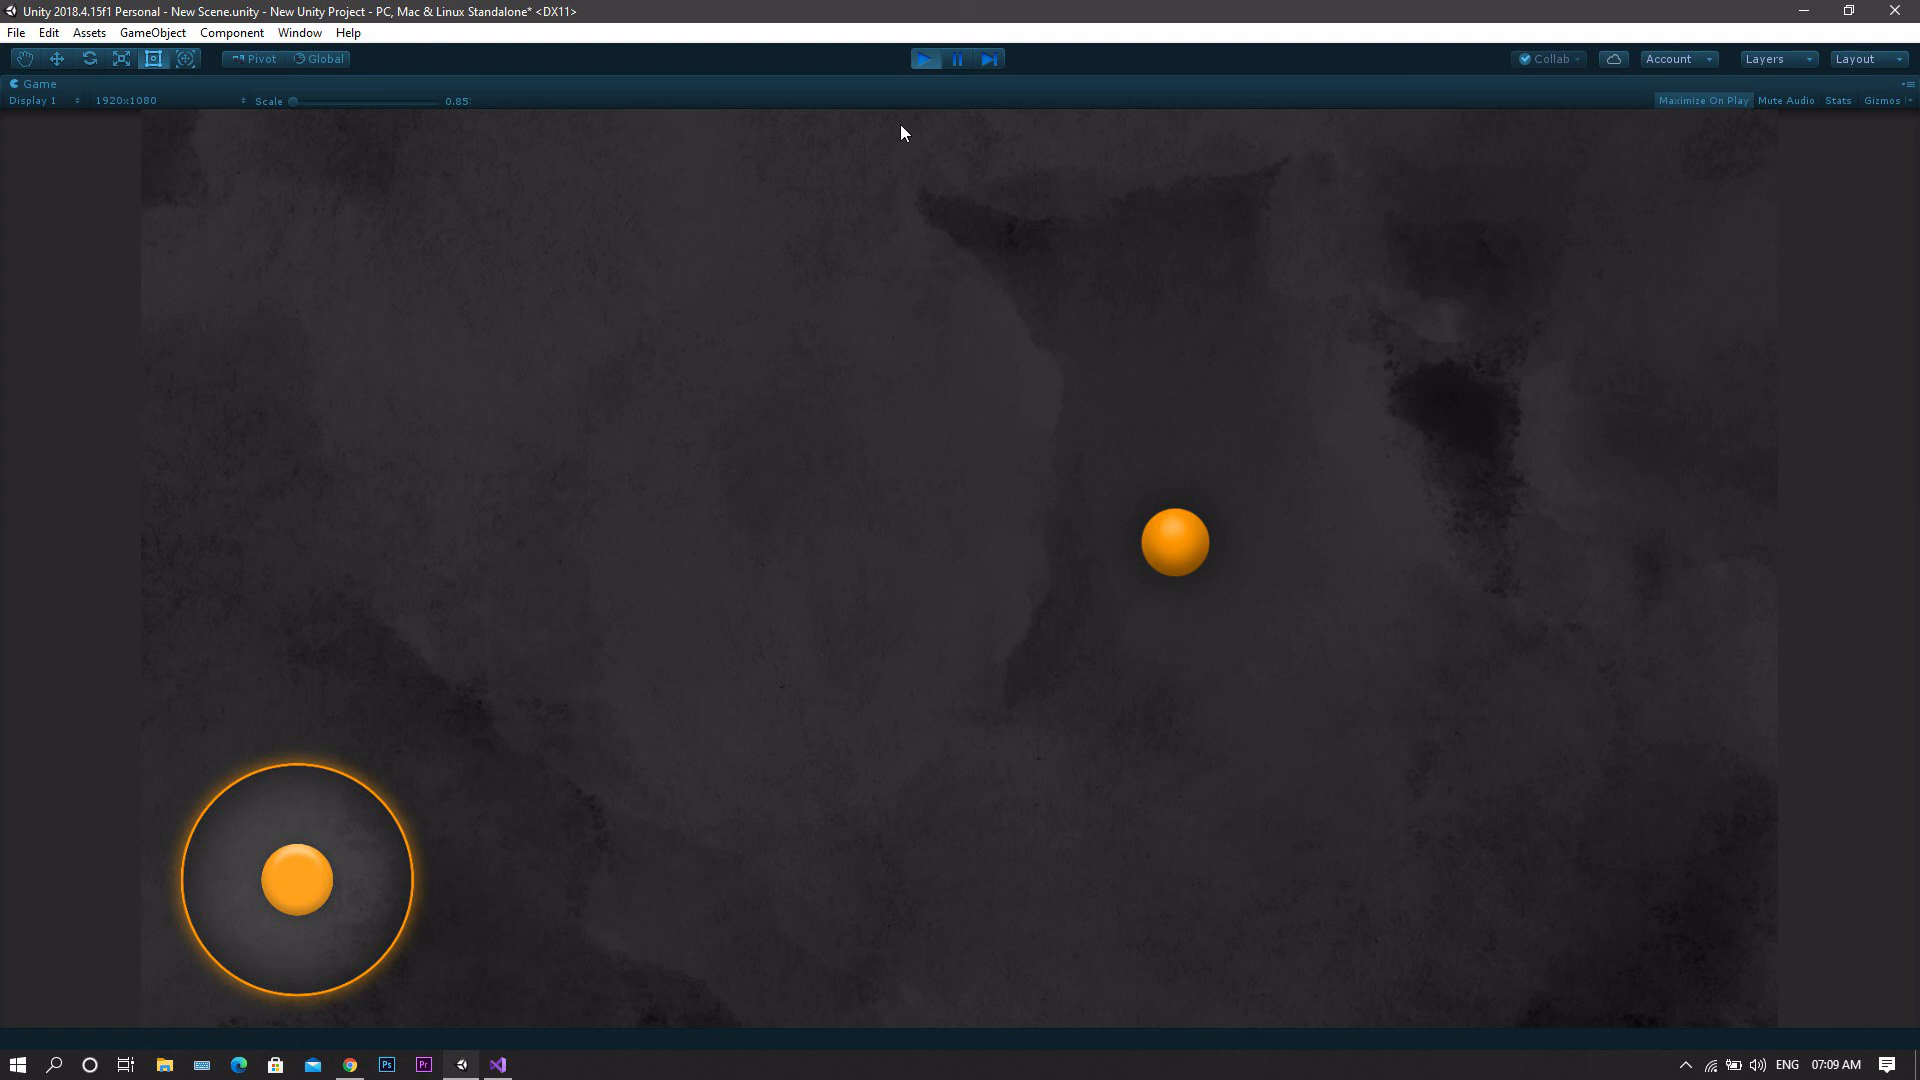 Unity 2018.4.15f1 Personal - New Scene.unity - New Unity Project - PC, Mac & Linux Standalone* <DX11>
File Edit Assets GameObject Component Window Help
Pivot Global Collab Account Layers Layout
Game
Display 1 1920x1080 Scale 0.85 Maximize On Play Mute Audio Stats Gizmos
Ps Pr ENG 07:09 AM